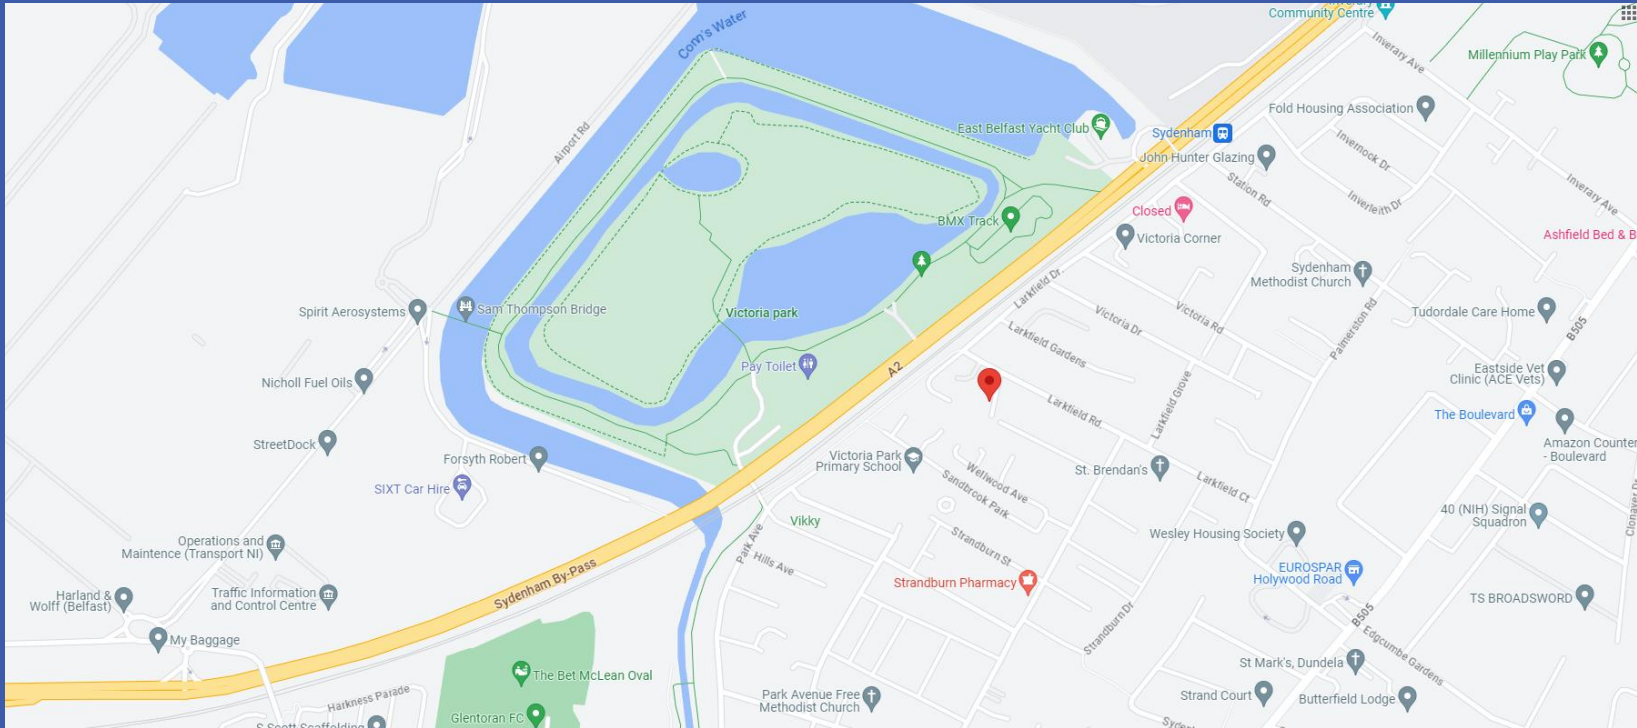 Inverary
Community Centre
Conn's Water
Inverary Ave
Millennium Play Park
Fold Housing Association
East Belfast Yacht Club
Sydenham
Airport Rd
Invernock Dr
John Hunter Glazing
Station Rd
Inverleith Dr
Inverary Ave
Closed
BMX Track
Victoria Corner
Ashfield Bed & B
Sydenham
Methodist Church
Larkfield Dr.
Spirit Aerosystems
Sam Thompson Bridge
Victoria park
Victoria Dr
Victoria Rd
Palmerston Rd
Tudordale Care Home
B505
Larkfield Gardens
Pay Toilet
A2
Nicholl Fuel Oils
Eastside Vet
Clinic (ACE Vets)
Larkfield Rd.
Larkfield Grove
The Boulevard
StreetDock
Amazon Counter
- Boulevard
Forsyth Robert
Victoria Park
Primary School
St. Brendan's
Wellwood Ave
Sandbrook Park
Larkfield Ct
SIXT Car Hire
Clonaver Dr
40 (NIH) Signal
Squadron
Vikky
Park Ave
Wesley Housing Society
Operations and
Maintence (Transport NI)
Strandburn St
Hills Ave
EUROSPAR
Holywood Road
Sydenham By-Pass
Strandburn Pharmacy
Harland &
Wolff (Belfast)
Traffic Information
and Control Centre
TS BROADSWORD
B505
My Baggage
Strandburn Dr
Edgcumbe Gardens
St Mark's, Dundela
The Bet McLean Oval
Harkness Parade
Park Avenue Free
Methodist Church
Strand Court
Butterfield Lodge
Glentoran FC
S Scott Scaffolding